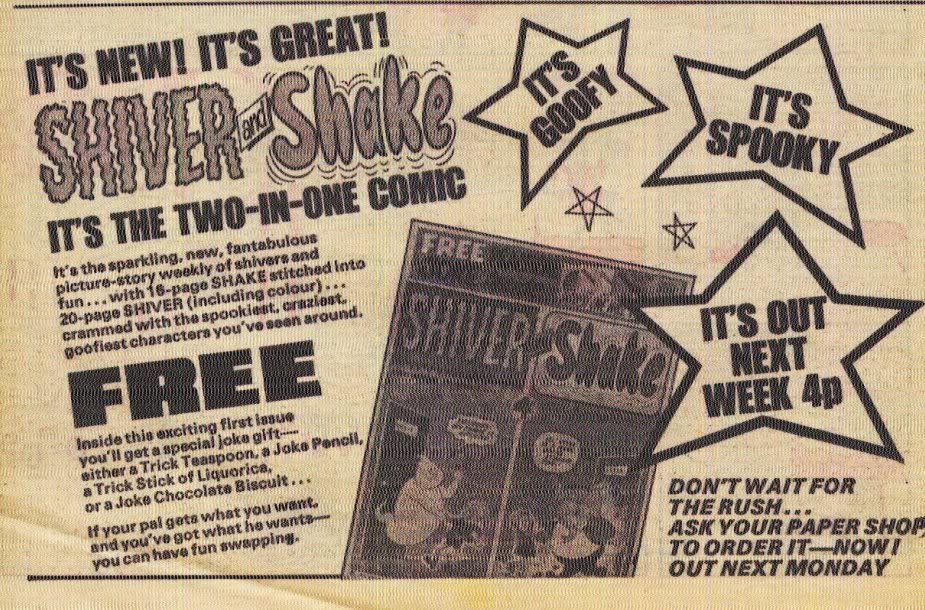 IT'S NEW! IT'S GREAT!
SHIVER and Shake
IT'S THE TWO-IN-ONE COMIC
It's the sparkling, new, fantabulous
picture-story weekly of shivers and
fun...with 16-page SHAKE stitched into
20-page SHIVER (including colour)...
crammed with the spookiest, craziest,
goofiest characters you've seen around.
FREE
Inside this exciting first issue
you'll get a special joke gift—
either a Trick Teaspoon, a Joke Pencil,
a Trick Stick of Liquorice,
or a Joke Chocolate Biscuit...
If your pal gets what you want,
and you've got what he wants—
you can have fun swapping.
IT'S
GOOFY
IT'S
SPOOKY
FREE
SHIVER
Shake
IT'S OUT
NEXT
WEEK 4p
DON'T WAIT FOR
THE RUSH...
ASK YOUR PAPER SHOP
TO ORDER IT—NOW!
OUT NEXT MONDAY